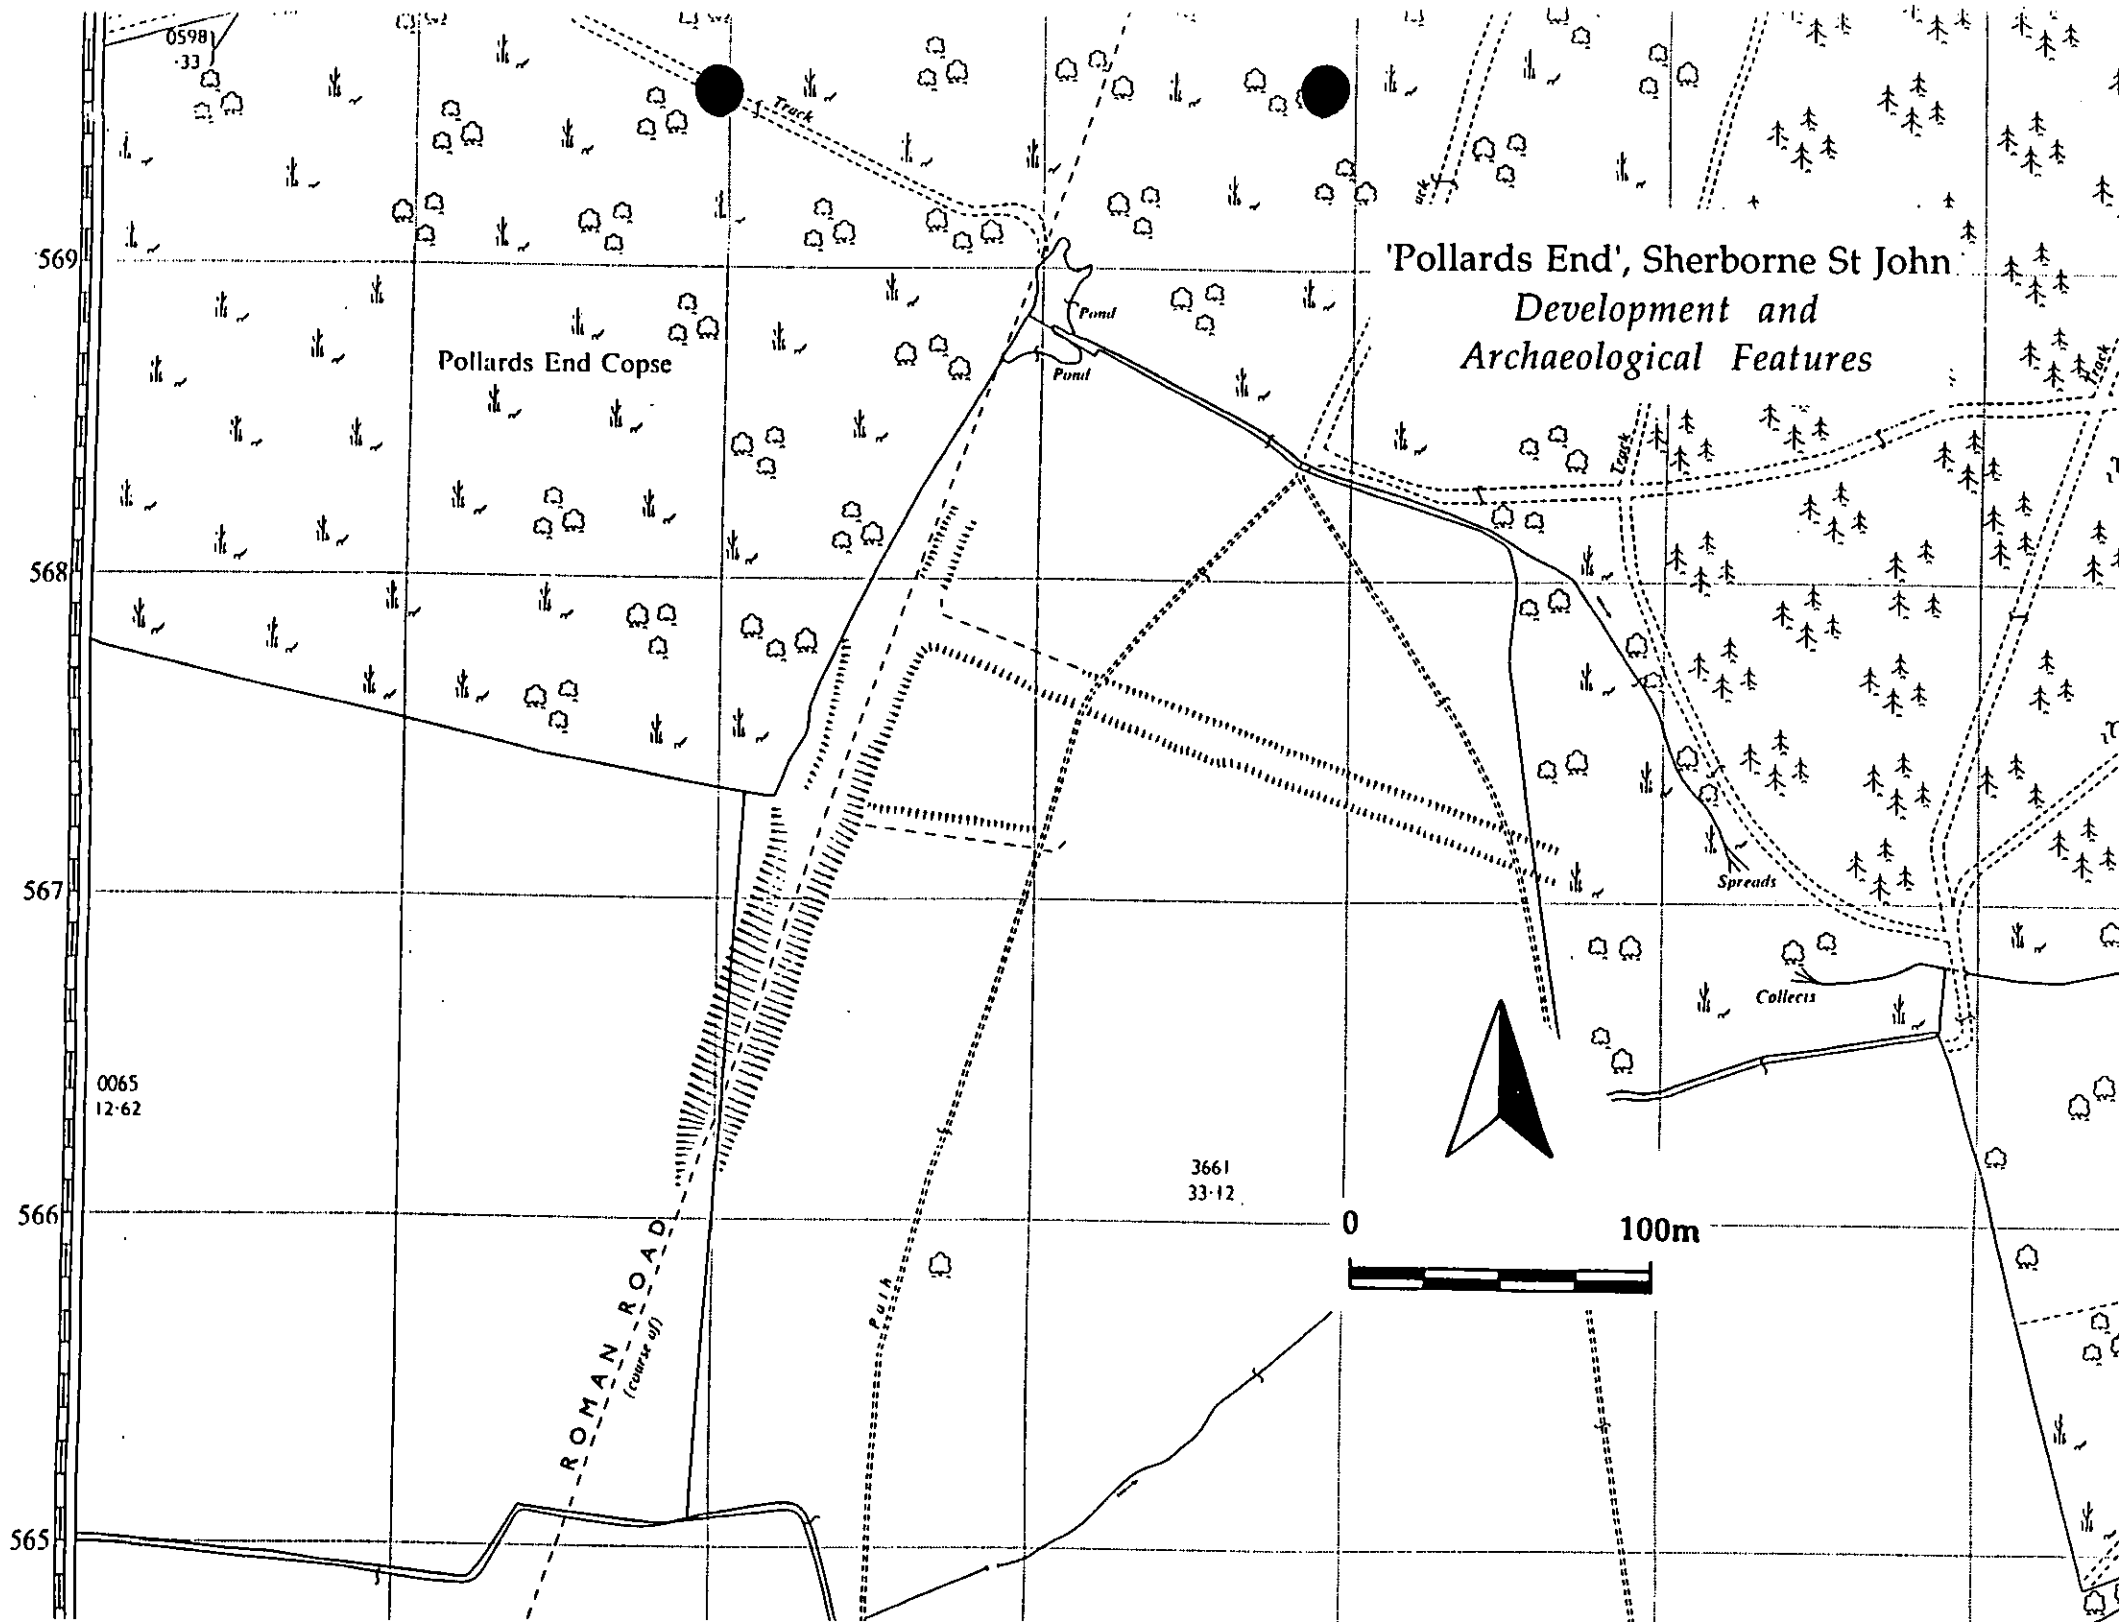 0598
·33
Track
uck
569
'Pollards End', Sherborne St John
Development and
Archaeological Features
Pond
Pollards End Copse
Pond
Track
Track
568
567
Spreads
Collects
0065
12·62
3661
33·12
566
0
100m
ROMAN ROAD
(course of)
Path
565